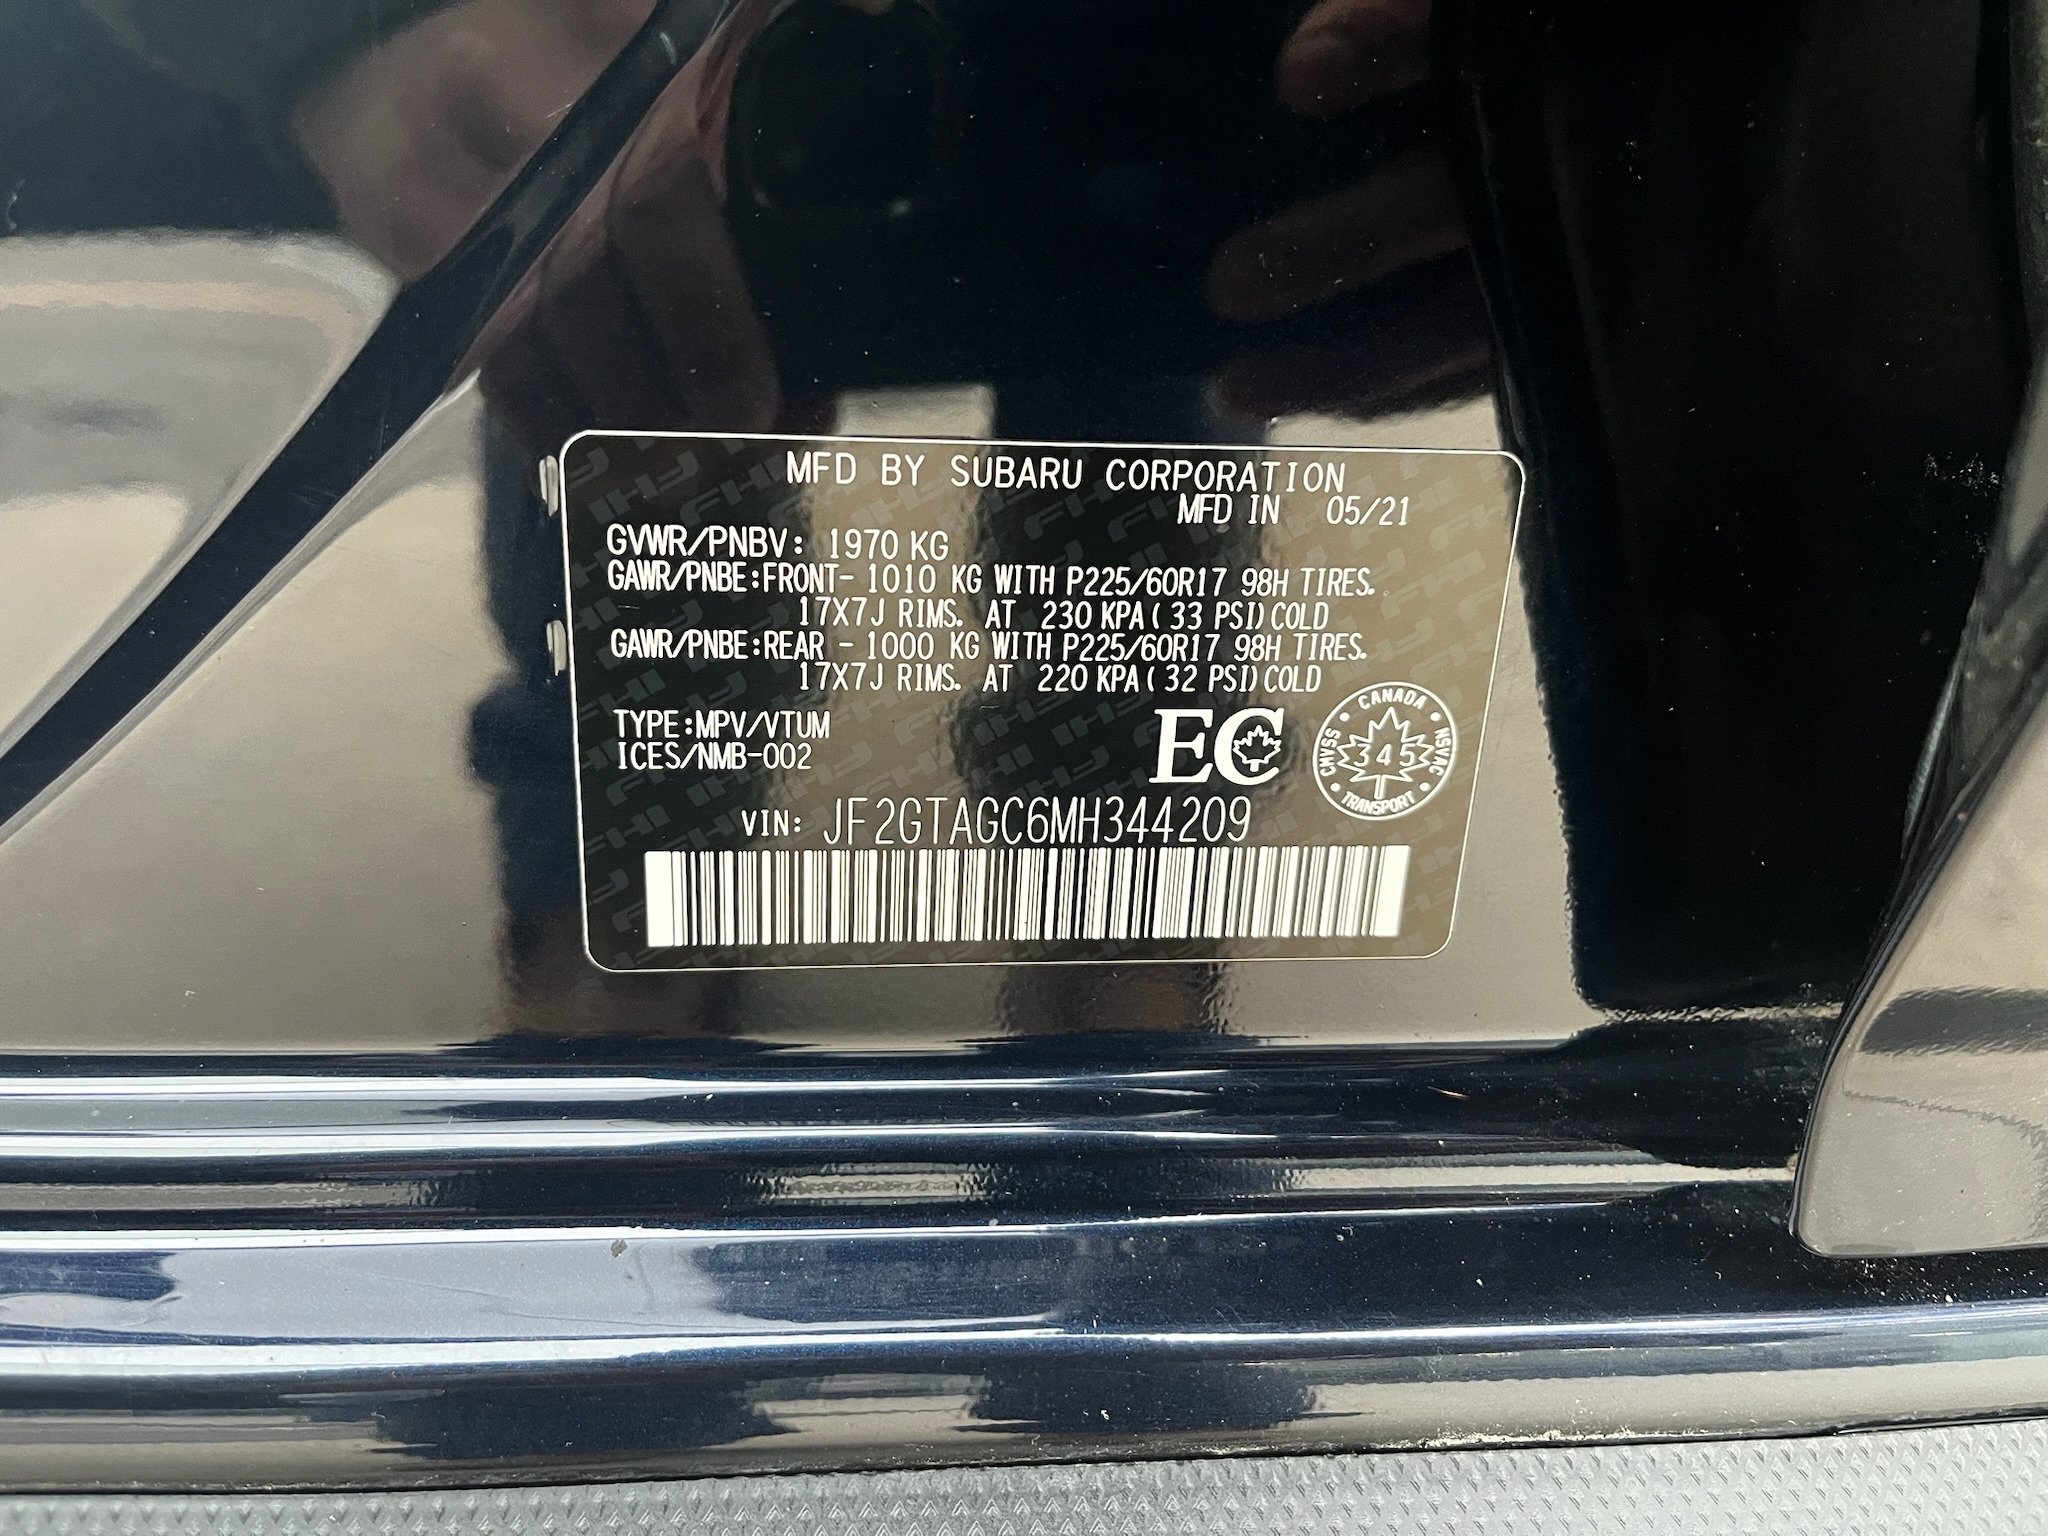 MFD BY SUBARU CORPORATION
MFD IN 05/21
GVWR/PNBV: 1970 KG
GAWR/PNBE:FRONT- 1010 KG WITH P225/60R17 98H TIRES.
17X7J RIMS. AT 230 KPA( 33 PSI)COLD
GAWR/PNBE:REAR - 1000 KG WITH P225/60R17 98H TIRES.
17X7J RIMS. AT 220 KPA( 32 PSI)COLD
TYPE:MPV/VTUM
ICES/NMB-002
EC
CANADA
CMVSS 345 NSVAC
TRANSPORT
VIN: JF2GTAGC6MH344209
FHI